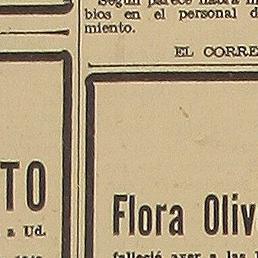 Según parece habrá
bios en el personal d
miento.
EL CORRE
TO
a Ud.
Flora Oliv
falleció ayer a las